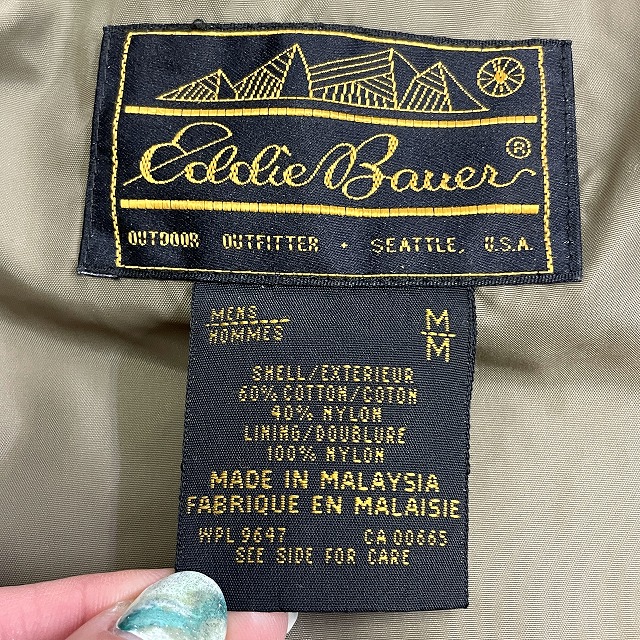 Eddie Bauer®
OUTDOOR OUTFITTER • SEATTLE, U.S.A.
MENS M
HOMMES M
SHELL/EXTERIEUR
60% COTTON/COTON
40% NYLON
LINING/DOUBLURE
100% NYLON
MADE IN MALAYSIA
FABRIQUE EN MALAISIE
WPL 9647 CA 00665
SEE SIDE FOR CARE